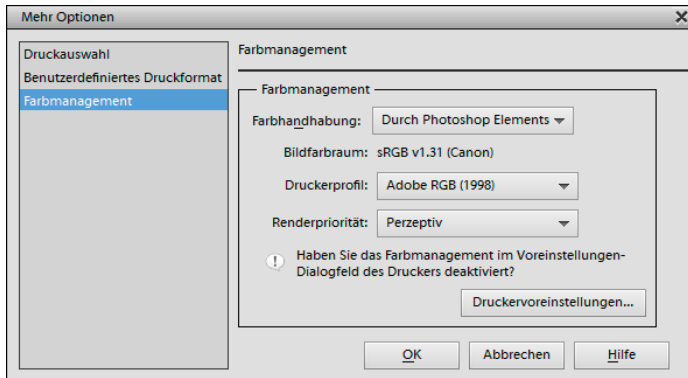 Mehr Optionen
Druckauswahl
Benutzerdefiniertes Druckformat
Farbmanagement
Farbmanagement
Farbmanagement
Farbhandhabung: Durch Photoshop Elements
Bildfarbraum: sRGB v1.31 (Canon)
Druckerprofil: Adobe RGB (1998)
Renderpriorität: Perzeptiv
Haben Sie das Farbmanagement im Voreinstellungen-
Dialogfeld des Druckers deaktiviert?
Druckervoreinstellungen...
OK Abbrechen Hilfe